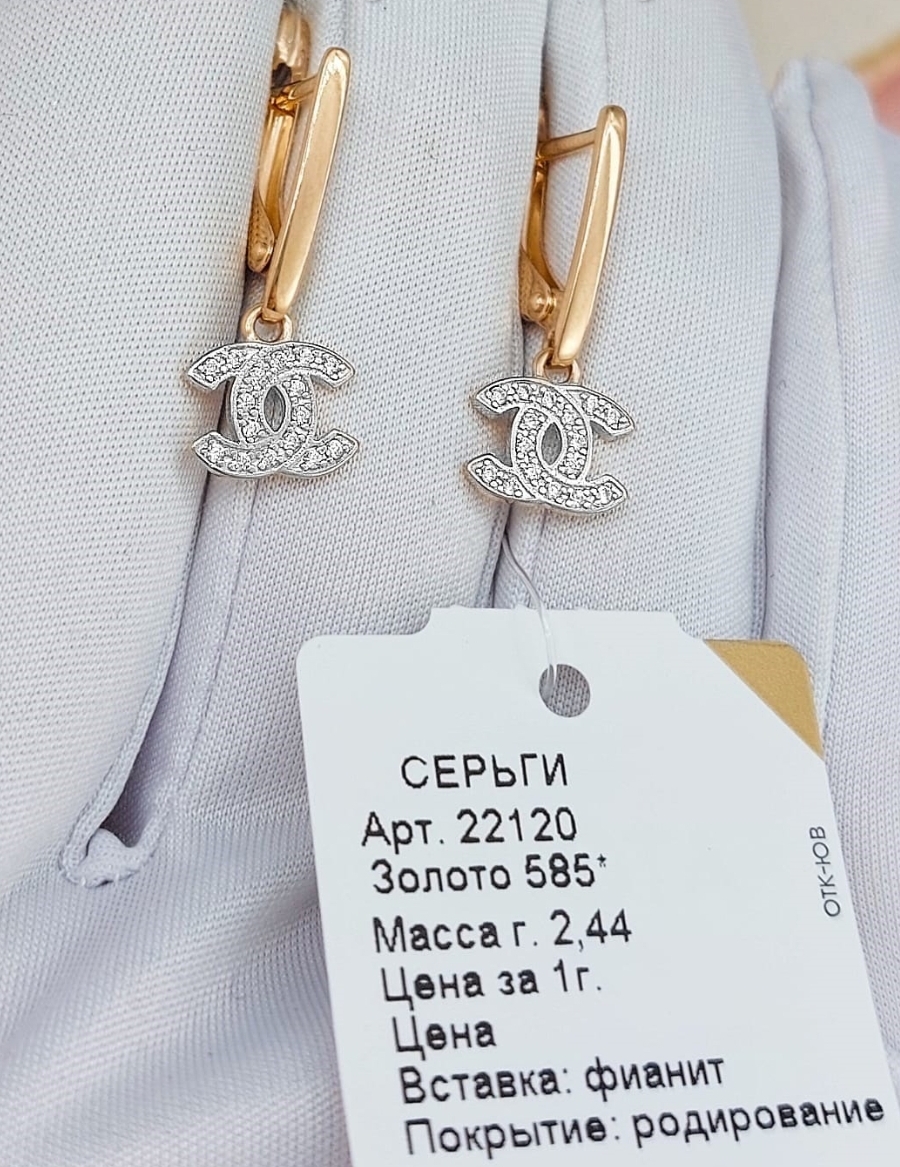 СЕРЬГИ
Арт. 22120
Золото 585*
Масса г. 2,44
Цена за 1г.
Цена
Вставка: фианит
Покрытие: родирование
ОТК-ЮВ